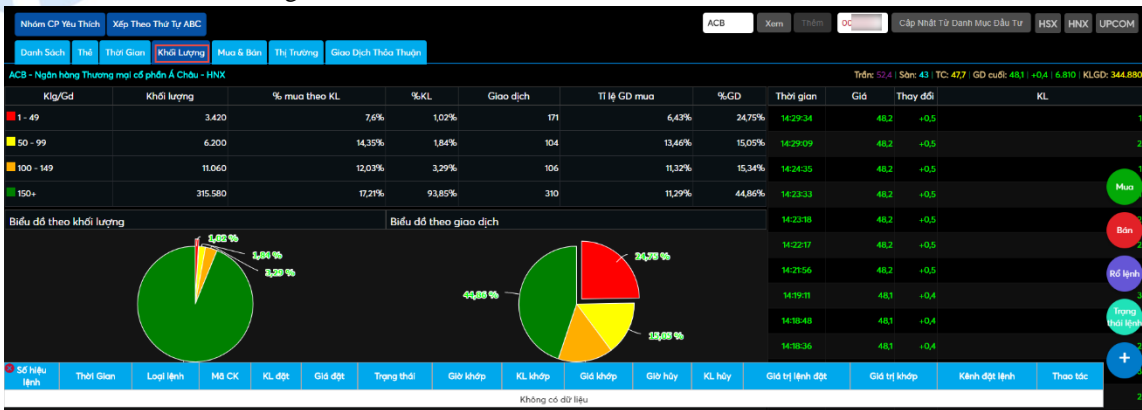 Nhóm CP Yêu Thích Xếp Theo Thứ Tự ABC ACB Xem Thêm Cập Nhật Từ Danh Mục Đầu Tư HSX HNX UPCOM
Danh Sách Thẻ Thời Gian Khối Lượng Mua & Bán Thị Trường Giao Dịch Thỏa Thuận
ACB - Ngân hàng Thương mại cổ phần Á Châu - HNX Trần: 52,4 | Sàn: 43 | TC: 47,7 | GD cuối: 48,1 | +0,4 | 6.810 | KLGD: 344.880
Klg/Gd Khối lượng % mua theo KL %KL Giao dịch Tỉ lệ GD mua %GD Thời gian Giá Thay đổi KL
1 - 49 3.420 7,6% 1,02% 171 6,43% 24,75% 14:29:34 48,2 +0,5
50 - 99 6.200 14,35% 1,84% 104 13,46% 15,05% 14:29:09 48,2 +0,5
100 - 149 11.060 12,03% 3,29% 106 11,32% 15,34% 14:24:35 48,2 +0,5
150+ 315.580 17,21% 93,85% 310 11,29% 44,86% 14:23:33 48,2 +0,5 Mua
Biểu đồ theo khối lượng Biểu đồ theo giao dịch 14:23:18 48,2 +0,5 Bán
1,02 % 14:22:17 48,2 +0,5
1,84 % 24,75 %
3,29 % 14:21:56 48,2 +0,5 Rổ lệnh
44,86 % 14:19:11 48,1 +0,4
14:18:48 48,1 +0,4 Trạng thái lệnh
15,05 % 14:18:36 48,1 +0,4 +
Số hiệu lệnh Thời Gian Loại lệnh Mã CK KL đặt Giá đặt Trạng thái Giờ khớp KL khớp Giá khớp Giờ hủy KL hủy Giá trị lệnh đặt Giá trị khớp Kênh đặt lệnh Thao tác
Không có dữ liệu